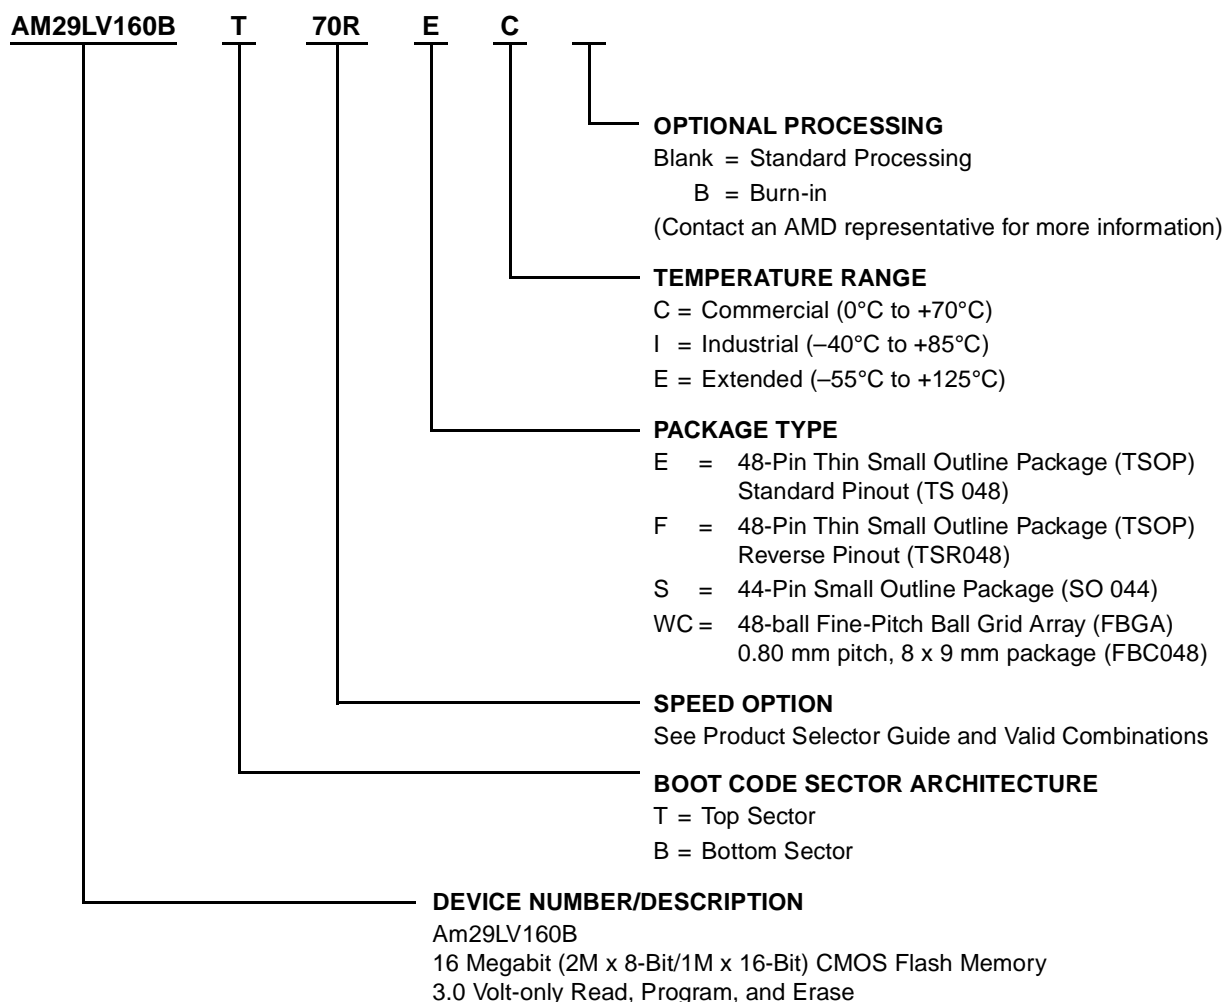 AM29LV160B T 70R E C
OPTIONAL PROCESSING
Blank = Standard Processing
B = Burn-in
(Contact an AMD representative for more information)
TEMPERATURE RANGE
C = Commercial (0°C to +70°C)
I = Industrial (–40°C to +85°C)
E = Extended (–55°C to +125°C)
PACKAGE TYPE
E = 48-Pin Thin Small Outline Package (TSOP)
Standard Pinout (TS 048)
F = 48-Pin Thin Small Outline Package (TSOP)
Reverse Pinout (TSR048)
S = 44-Pin Small Outline Package (SO 044)
WC = 48-ball Fine-Pitch Ball Grid Array (FBGA)
0.80 mm pitch, 8 x 9 mm package (FBC048)
SPEED OPTION
See Product Selector Guide and Valid Combinations
BOOT CODE SECTOR ARCHITECTURE
T = Top Sector
B = Bottom Sector
DEVICE NUMBER/DESCRIPTION
Am29LV160B
16 Megabit (2M x 8-Bit/1M x 16-Bit) CMOS Flash Memory
3.0 Volt-only Read, Program, and Erase